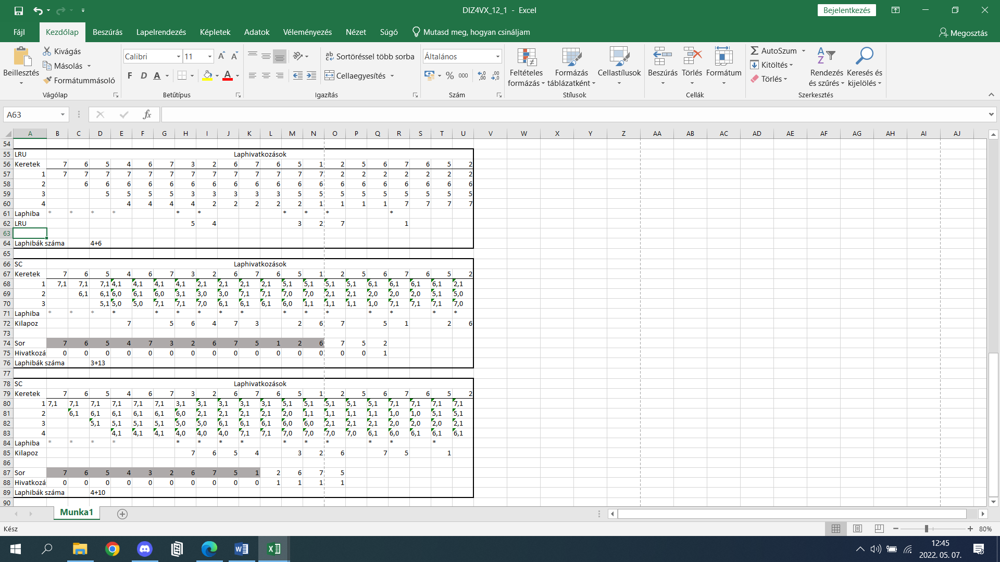 DIZ4VX_12_1 - Excel
Bejelentkezés
Fájl Kezdőlap Beszúrás Lapelrendezés Képletek Adatok Véleményezés Nézet Súgó Mutasd meg, hogyan csináljam Megosztás
Beillesztés
Kivágás
Másolás
Formátummásoló
Vágólap
Calibri 11
F D A
Betűtípus
Sortöréssel több sorba
Cellaegyesítés
Igazítás
Általános
% 000
Szám
Feltételes formázás
Formázás táblázatként
Cellastílusok
Stílusok
Beszúrás Törlés Formátum
Cellák
AutoSzum
Kitöltés
Törlés
Rendezés és szűrés
Keresés és kijelölés
Szerkesztés
A63 fx
A B C D E F G H I J K L M N O P Q R S T U V W X Y Z AA AB AC AD AE AF AG AH AI AJ
54
55 LRU Laphivatkozások
56 Keretek 7 6 5 4 6 7 3 2 6 7 6 5 1 2 5 6 7 6 5 2
57 1 7 7 7 7 7 7 7 7 7 7 7 7 7 2 2 2 2 2 2 2
58 2 6 6 6 6 6 6 6 6 6 6 6 6 6 6 6 6 6 6 6
59 3 5 5 5 5 3 3 3 3 3 5 5 5 5 5 5 5 5 5
60 4 4 4 4 4 2 2 2 2 2 1 1 1 1 7 7 7 7
61 Laphiba * * * * * * * * * *
62 LRU 5 4 3 2 7 1
63
64 Laphibák száma 4+6
65
66 SC Laphivatkozások
67 Keretek 7 6 5 4 6 7 3 2 6 7 6 5 1 2 5 6 7 6 5 2
68 1 7,1 7,1 7,1 4,1 4,1 4,1 4,1 2,1 2,1 2,1 2,1 5,1 5,1 5,1 5,1 6,1 6,1 6,1 6,1 2,1
69 2 6,1 6,1 6,0 6,1 6,0 3,1 3,0 3,0 7,1 7,1 7,0 7,0 2,1 2,1 2,0 2,0 2,0 5,1 5,0
70 3 5,1 5,0 5,0 7,1 7,1 7,0 6,1 6,1 6,1 6,0 1,1 1,1 1,1 1,0 7,1 7,1 7,1 7,0
71 Laphiba * * * * * * * * * * * * * * * *
72 Kilapoz 7 5 6 4 7 3 2 6 7 5 1 2 6
73
74 Sor 7 6 5 4 7 3 2 6 7 5 1 2 6 7 5 2
75 Hivatkozá 0 0 0 0 0 0 0 0 0 0 0 0 0 0 0 1
76 Laphibák száma 3+13
77
78 SC Laphivatkozások
79 Keretek 7 6 5 4 6 7 3 2 6 7 6 5 1 2 5 6 7 6 5 2
80 1 7,1 7,1 7,1 7,1 7,1 7,1 3,1 3,1 3,1 3,1 3,1 5,1 5,1 5,1 5,1 5,1 7,1 7,1 7,1 7,1
81 2 6,1 6,1 6,1 6,1 6,1 6,0 2,1 2,1 2,1 2,1 2,0 1,1 1,1 1,1 1,1 1,0 1,0 5,1 5,1
82 3 5,1 5,1 5,1 5,1 5,0 5,0 6,1 6,1 6,1 6,0 6,0 2,1 2,1 2,1 2,0 2,0 2,0 2,1
83 4 4,1 4,1 4,1 4,0 4,0 4,0 7,1 7,1 7,0 7,0 7,0 7,0 6,1 6,0 6,1 6,1 6,1
84 Laphiba * * * * * * * * * * * * * *
85 Kilapoz 7 6 5 4 3 2 6 7 5 1
86
87 Sor 7 6 5 4 3 2 6 7 5 1 2 6 7 5
88 Hivatkozá 0 0 0 0 0 0 0 0 0 0 1 1 1 1
89 Laphibák száma 4+10
90
Munka1
Kész 80%
12:45
2022. 05. 07.